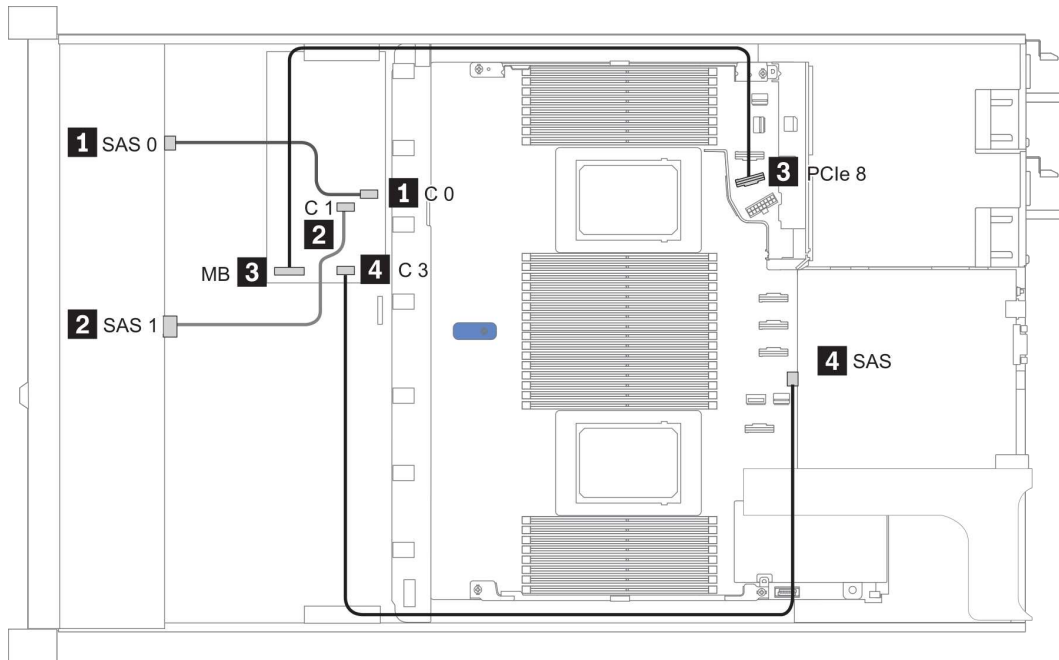 1 SAS 0
1 C 0
C 1
2
MB 3
4 C 3
2 SAS 1
3 PCIe 8
4 SAS